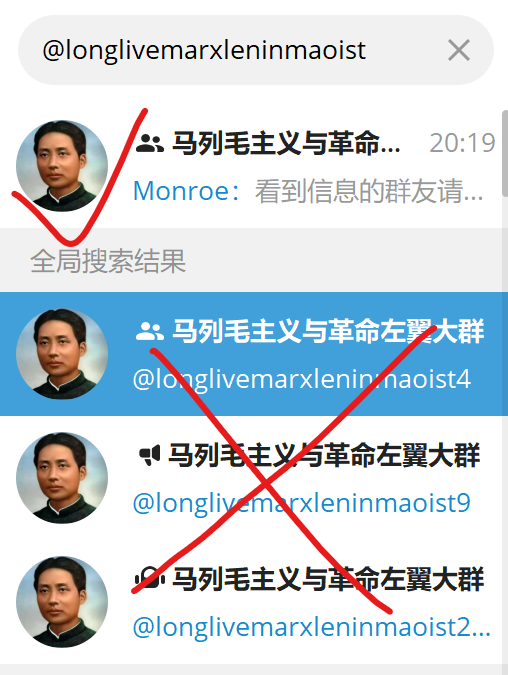 @longlivemarxleninmaoist
马列毛主义与革命... 20:19
Monroe：看到信息的群友请...
全局搜索结果
马列毛主义与革命左翼大群
@longlivemarxleninmaoist4
马列毛主义与革命左翼大群
@longlivemarxleninmaoist9
马列毛主义与革命左翼大群
@longlivemarxleninmaoist2...